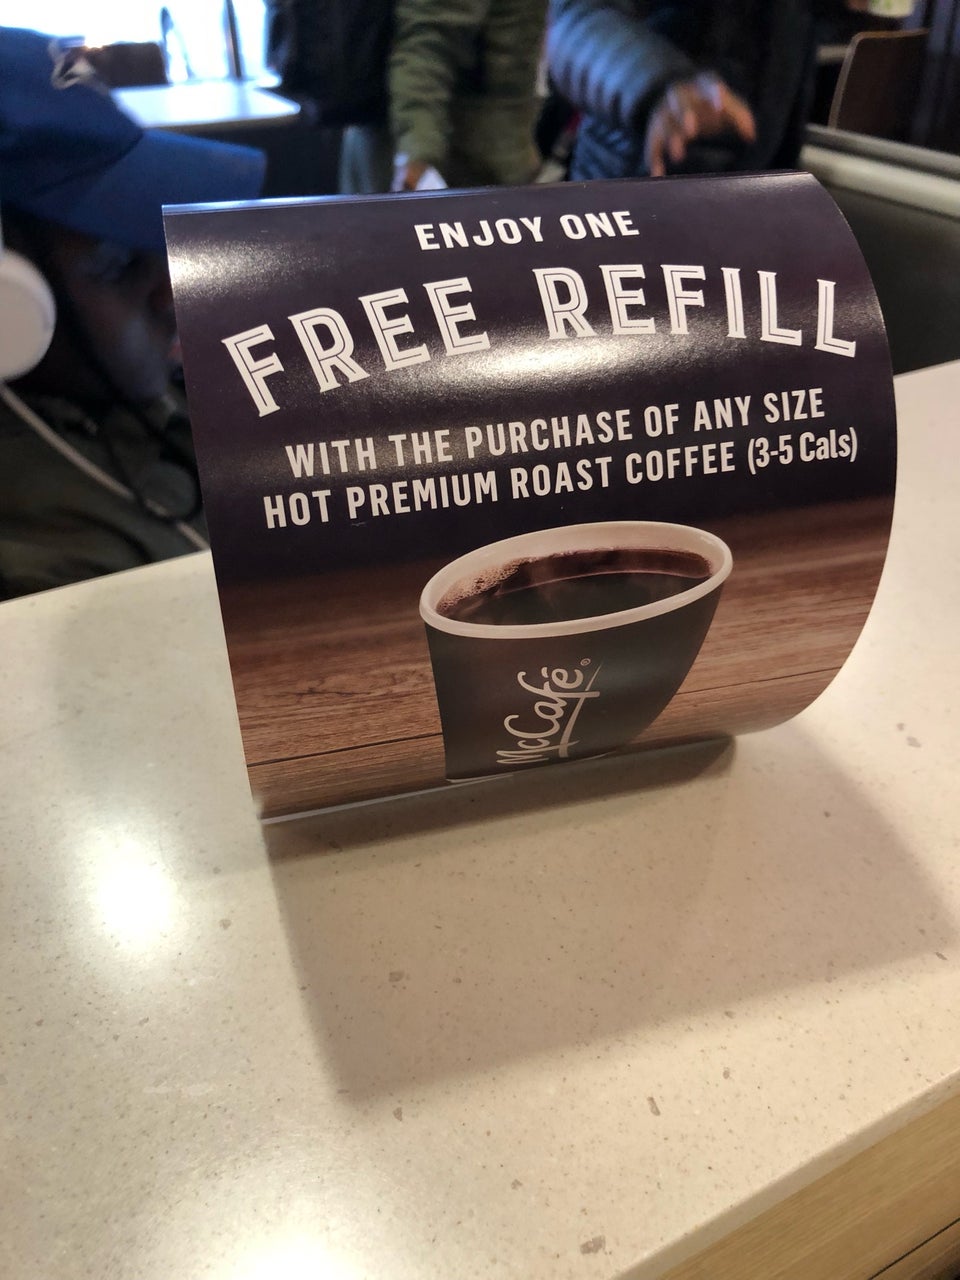 ENJOY ONE
FREE REFILL
WITH THE PURCHASE OF ANY SIZE
HOT PREMIUM ROAST COFFEE (3-5 Cals)
McCafé®